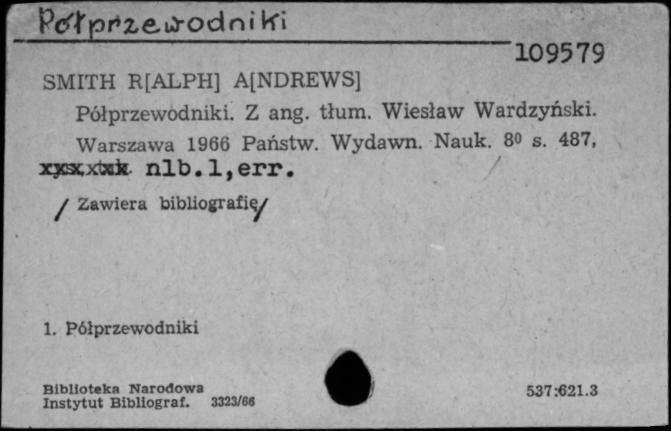 Półprzewodniki
109579
SMITH R[ALPH] A[NDREWS]
Półprzewodniki. Z ang. tłum. Wiesław Wardzyński.
Warszawa 1966 Państw. Wydawn. Nauk. 8⁰ s. 487,
nlb.1,err.
/ Zawiera bibliografię/
1. Półprzewodniki
Biblioteka Narodowa
Instytut Bibliograf. 3323/66
537:621.3